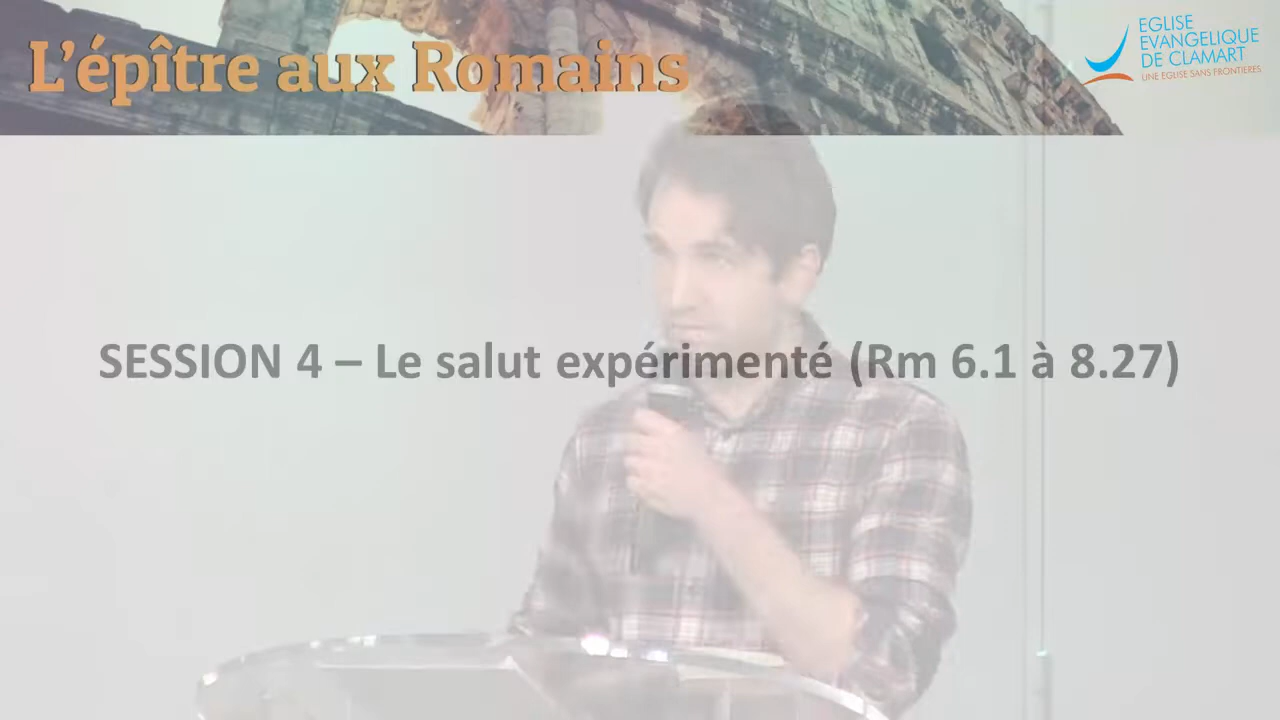 L'épître aux Romains
EGLISE
EVANGELIQUE
DE CLAMART
UNE EGLISE SANS FRONTIERES
SESSION 4 – Le salut expérimenté (Rm 6.1 à 8.27)